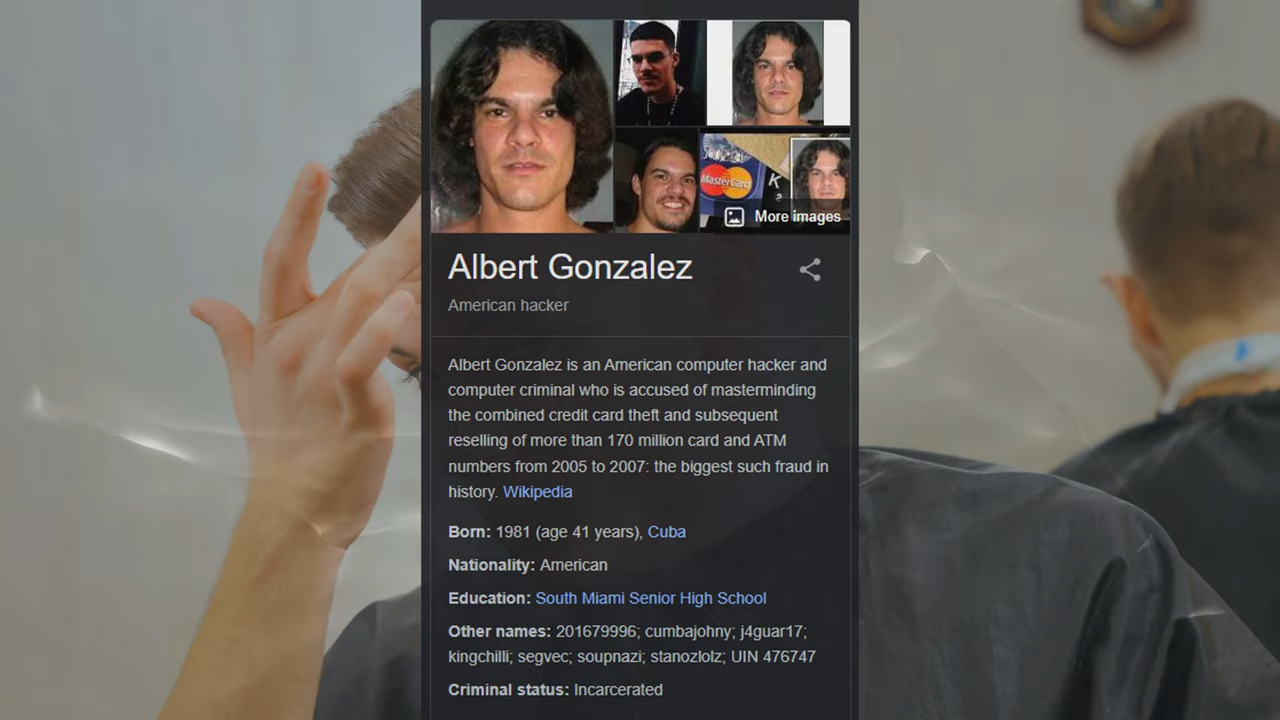 MasterCard
K
More images
Albert Gonzalez
American hacker
Albert Gonzalez is an American computer hacker and
computer criminal who is accused of masterminding
the combined credit card theft and subsequent
reselling of more than 170 million card and ATM
numbers from 2005 to 2007: the biggest such fraud in
history. Wikipedia
Born: 1981 (age 41 years), Cuba
Nationality: American
Education: South Miami Senior High School
Other names: 201679996; cumbajohny; j4guar17;
kingchilli; segvec; soupnazi; stanozlolz; UIN 476747
Criminal status: Incarcerated